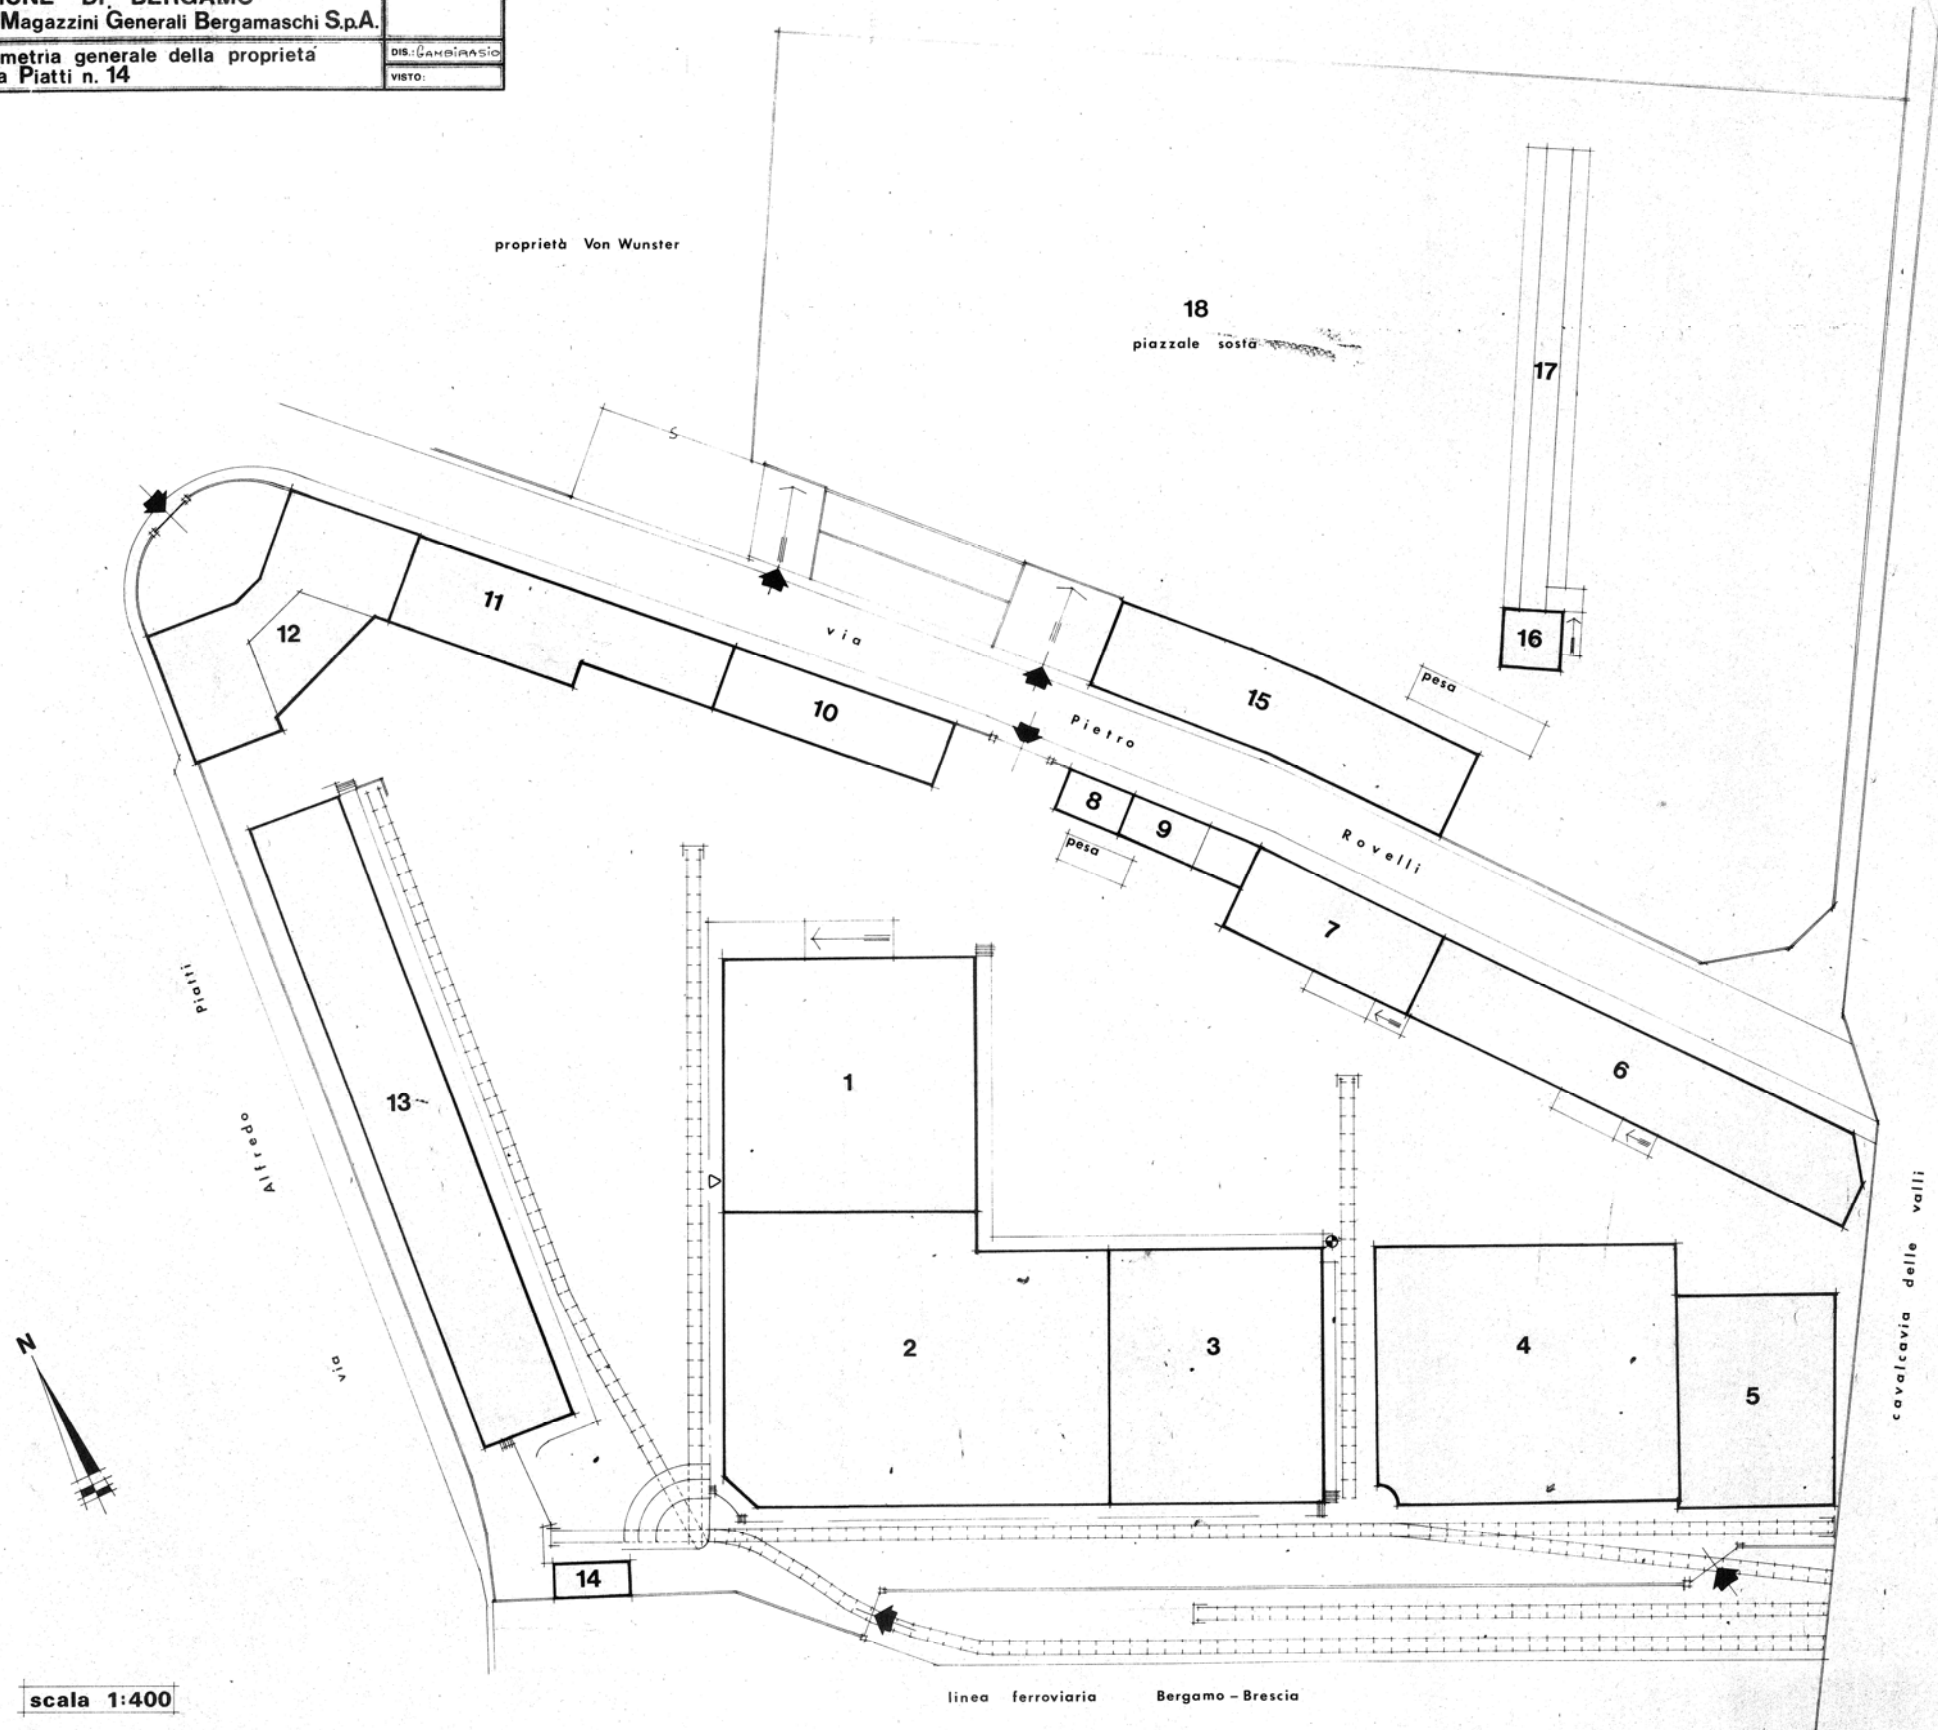 DI BERGAMO
Magazzini Generali Bergamaschi S.p.A.
generale della proprietà
Piatti n. 14
DIS.: GAMBIRASIO
VISTO:
proprietà Von Wunster
18
piazzale sosta
17
S
16
12
11
via
10
15
pesa
Pietro
8
9
pesa
Rovelli
7
6
13
1
Piatti
Alfredo
via
2
3
4
5
cavalcavia delle valli
N
14
scala 1:400
linea ferroviaria Bergamo – Brescia